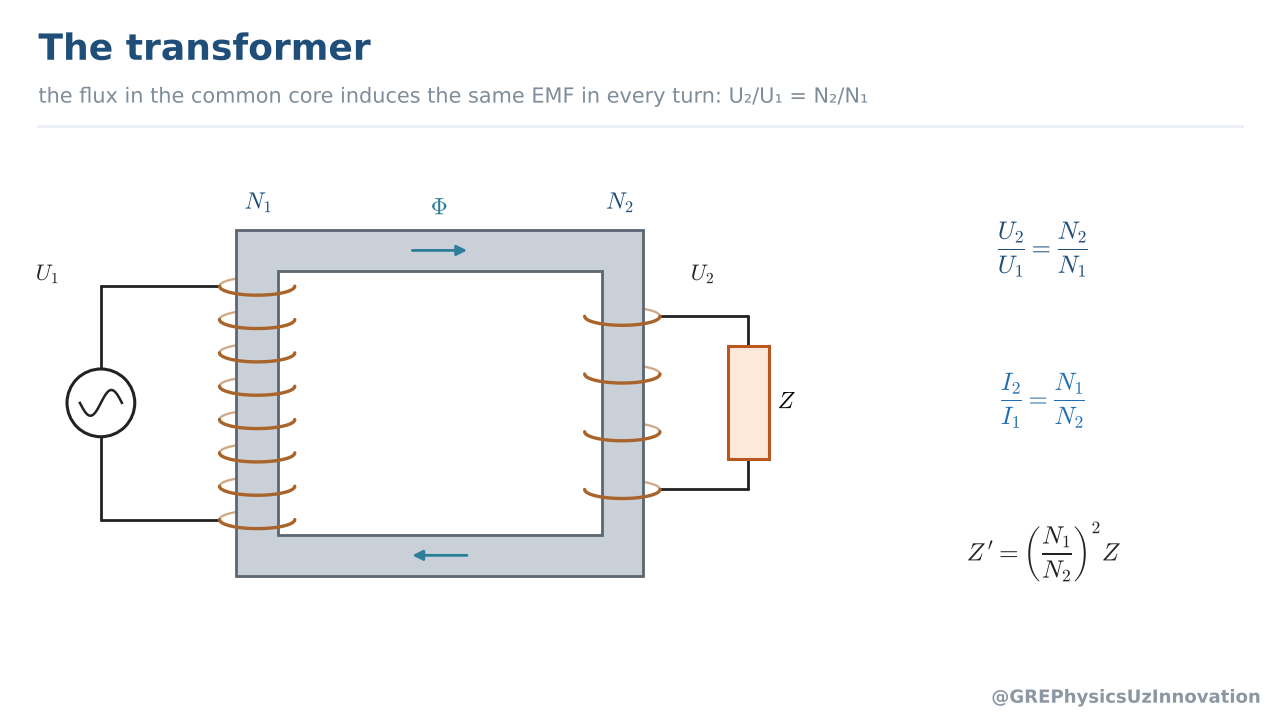 The transformer
the flux in the common core induces the same EMF in every turn: U₂/U₁ = N₂/N₁
N₁
Φ
N₂
U₁
U₂
Z
U₂/U₁ = N₂/N₁
I₂/I₁ = N₁/N₂
Z′ = (N₁/N₂)² Z
@GREPhysicsUzInnovation